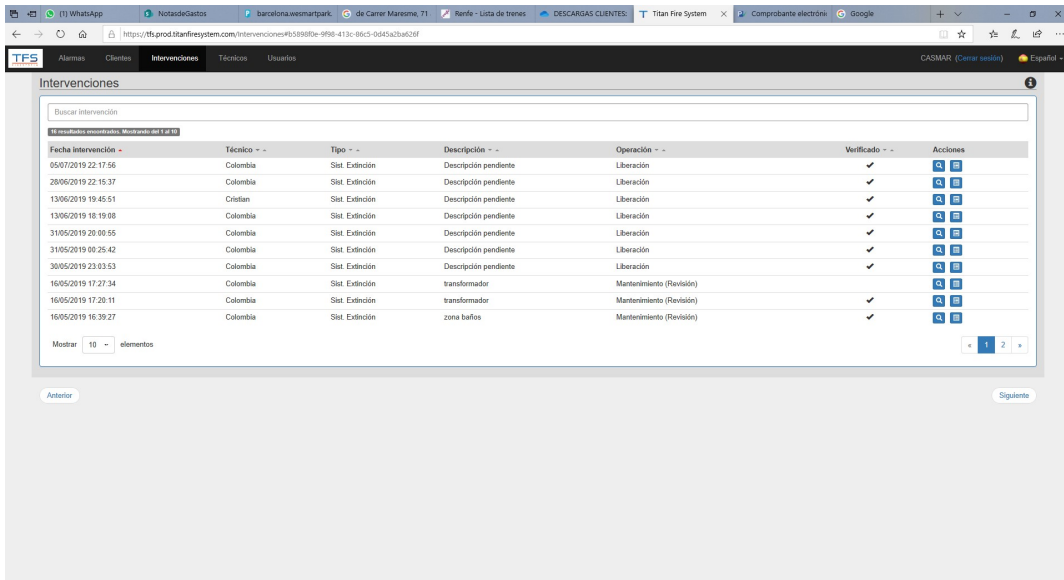 (1) WhatsApp NotasdeGastos barcelona.wesmartpark. de Carrer Maresme, 71 Renfe - Lista de trenes DESCARGAS CLIENTES: Titan Fire System Comprobante electróni Google
https://tfs.prod.titanfiresystem.com/Intervenciones#b5898f0e-9f98-413c-86c5-0d45a2ba626f
TFS Alarmas Clientes Intervenciones Técnicos Usuarios CASMAR (Cerrar sesión) Español
Intervenciones
Buscar intervención
16 resultados encontrados. Mostrando del 1 al 10
Fecha intervención Técnico Tipo Descripción Operación Verificado Acciones
05/07/2019 22:17:56 Colombia Sist. Extinción Descripción pendiente Liberación
28/06/2019 22:15:37 Colombia Sist. Extinción Descripción pendiente Liberación
13/06/2019 19:45:51 Cristian Sist. Extinción Descripción pendiente Liberación
13/06/2019 18:19:08 Colombia Sist. Extinción Descripción pendiente Liberación
31/05/2019 20:00:55 Colombia Sist. Extinción Descripción pendiente Liberación
31/05/2019 00:25:42 Colombia Sist. Extinción Descripción pendiente Liberación
30/05/2019 23:03:53 Colombia Sist. Extinción Descripción pendiente Liberación
16/05/2019 17:27:34 Colombia Sist. Extinción transformador Mantenimiento (Revisión)
16/05/2019 17:20:11 Colombia Sist. Extinción transformador Mantenimiento (Revisión)
16/05/2019 16:39:27 Colombia Sist. Extinción zona baños Mantenimiento (Revisión)
Mostrar 10 elementos « 1 2 »
Anterior Siguiente